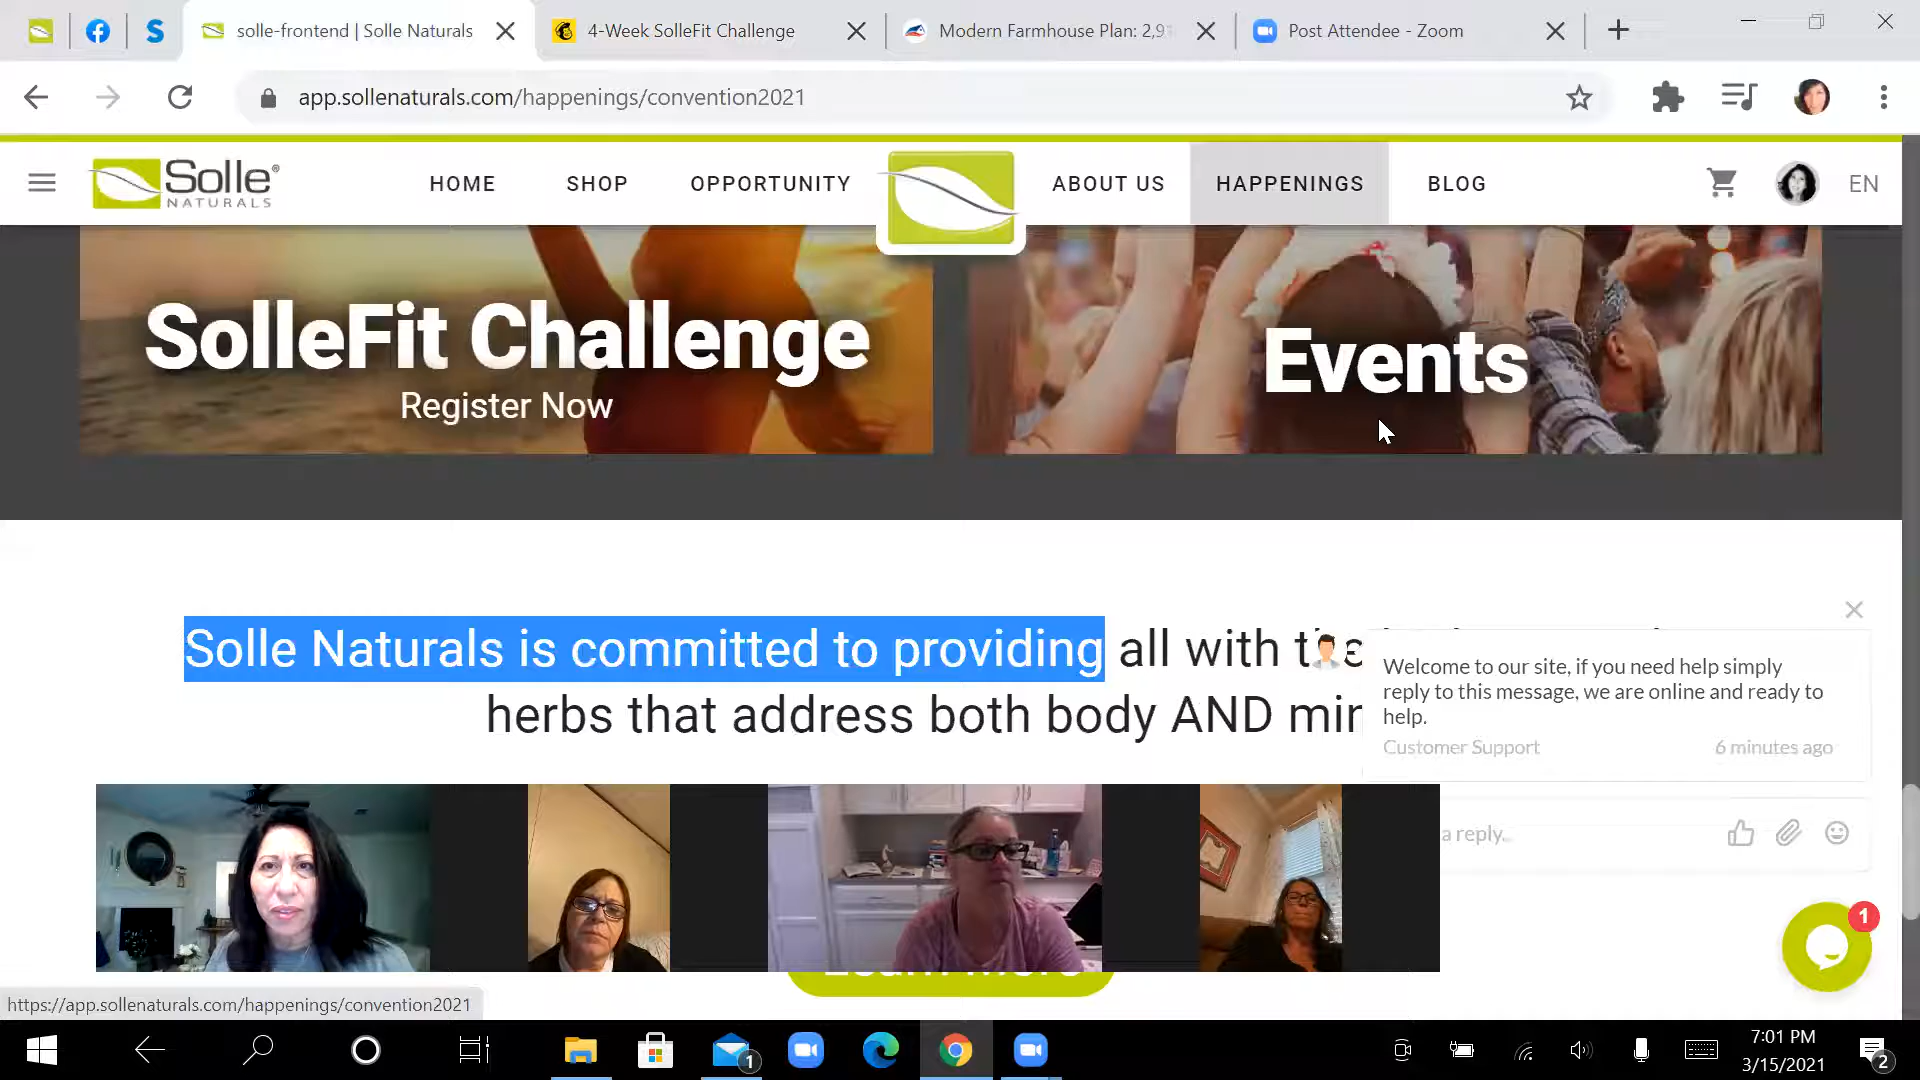 solle-frontend | Solle Naturals
4-Week SolleFit Challenge
Modern Farmhouse Plan: 2,9
Post Attendee - Zoom
app.sollenaturals.com/happenings/convention2021
Solle®
NATURALS
HOME
SHOP
OPPORTUNITY
ABOUT US
HAPPENINGS
BLOG
EN
SolleFit Challenge
Register Now
Events
Solle Naturals is committed to providing all with
herbs that address both body AND
Welcome to our site, if you need help simply
reply to this message, we are online and ready to
help.
Customer Support
6 minutes ago
a reply..
1
Learn More
https://app.sollenaturals.com/happenings/convention2021
1
7:01 PM
3/15/2021
2